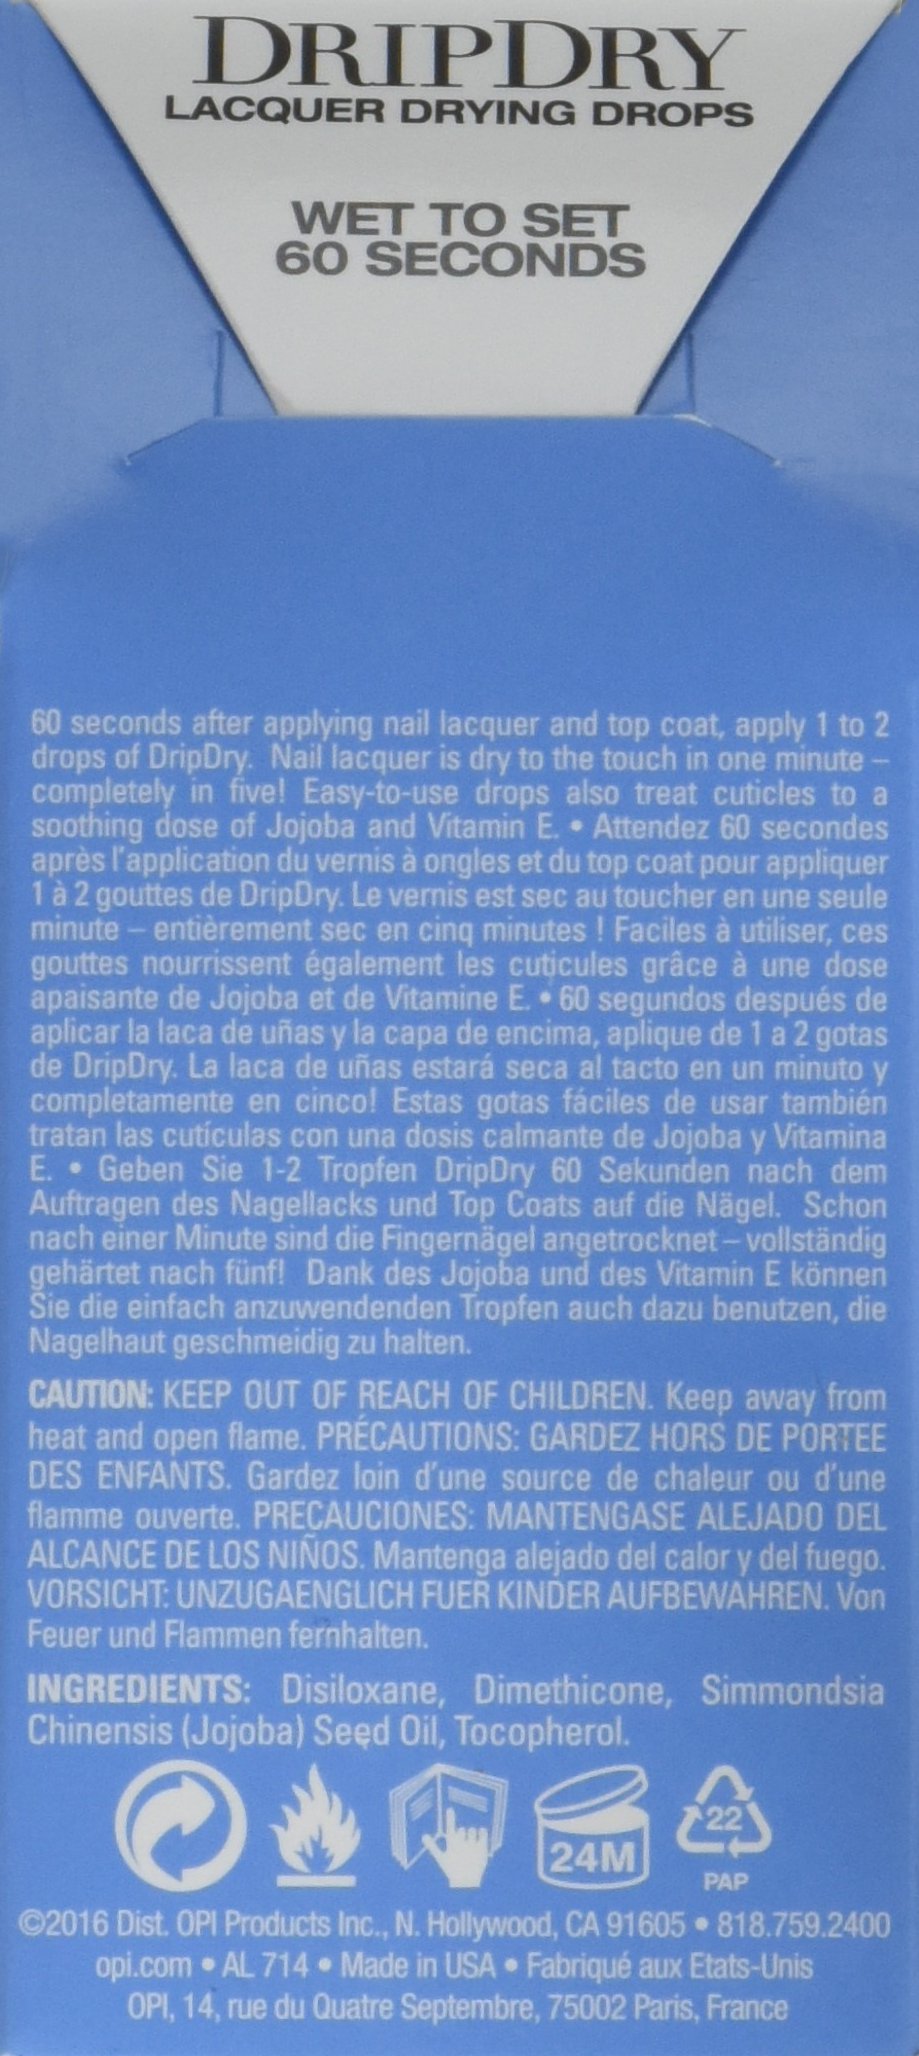 DRIPDRY
LACQUER DRYING DROPS
WET TO SET
60 SECONDS
60 seconds after applying nail lacquer and top coat, apply 1 to 2
drops of DripDry. Nail lacquer is dry to the touch in one minute –
completely in five! Easy-to-use drops also treat cuticles to a
soothing dose of Jojoba and Vitamin E. • Attendez 60 secondes
après l'application du vernis à ongles et du top coat pour appliquer
1 à 2 gouttes de DripDry. Le vernis est sec au toucher en une seule
minute – entièrement sec en cinq minutes ! Faciles à utiliser, ces
gouttes nourrissent également les cuticules grâce à une dose
apaisante de Jojoba et de Vitamine E. • 60 segundos después de
aplicar la laca de uñas y la capa de encima, aplique de 1 a 2 gotas
de DripDry. La laca de uñas estará seca al tacto en un minuto y
completamente en cinco! Estas gotas fáciles de usar también
tratan las cutículas con una dosis calmante de Jojoba y Vitamina
E. • Geben Sie 1-2 Tropfen DripDry 60 Sekunden nach dem
Auftragen des Nagellacks und Top Coats auf die Nägel. Schon
nach einer Minute sind die Fingernägel angetrocknet – vollständig
gehärtet nach fünf! Dank des Jojoba und des Vitamin E können
Sie die einfach anzuwendenden Tropfen auch dazu benutzen, die
Nagelhaut geschmeidig zu halten.
CAUTION: KEEP OUT OF REACH OF CHILDREN. Keep away from
heat and open flame. PRÉCAUTIONS: GARDEZ HORS DE PORTEE
DES ENFANTS. Gardez loin d'une source de chaleur ou d'une
flamme ouverte. PRECAUCIONES: MANTENGASE ALEJADO DEL
ALCANCE DE LOS NIÑOS. Mantenga alejado del calor y del fuego.
VORSICHT: UNZUGAENGLICH FUER KINDER AUFBEWAHREN. Von
Feuer und Flammen fernhalten.
INGREDIENTS: Disiloxane, Dimethicone, Simmondsia
Chinensis (Jojoba) Seed Oil, Tocopherol.
24M
22
PAP
©2016 Dist. OPI Products Inc., N. Hollywood, CA 91605 • 818.759.2400
opi.com • AL 714 • Made in USA • Fabriqué aux Etats-Unis
OPI, 14, rue du Quatre Septembre, 75002 Paris, France